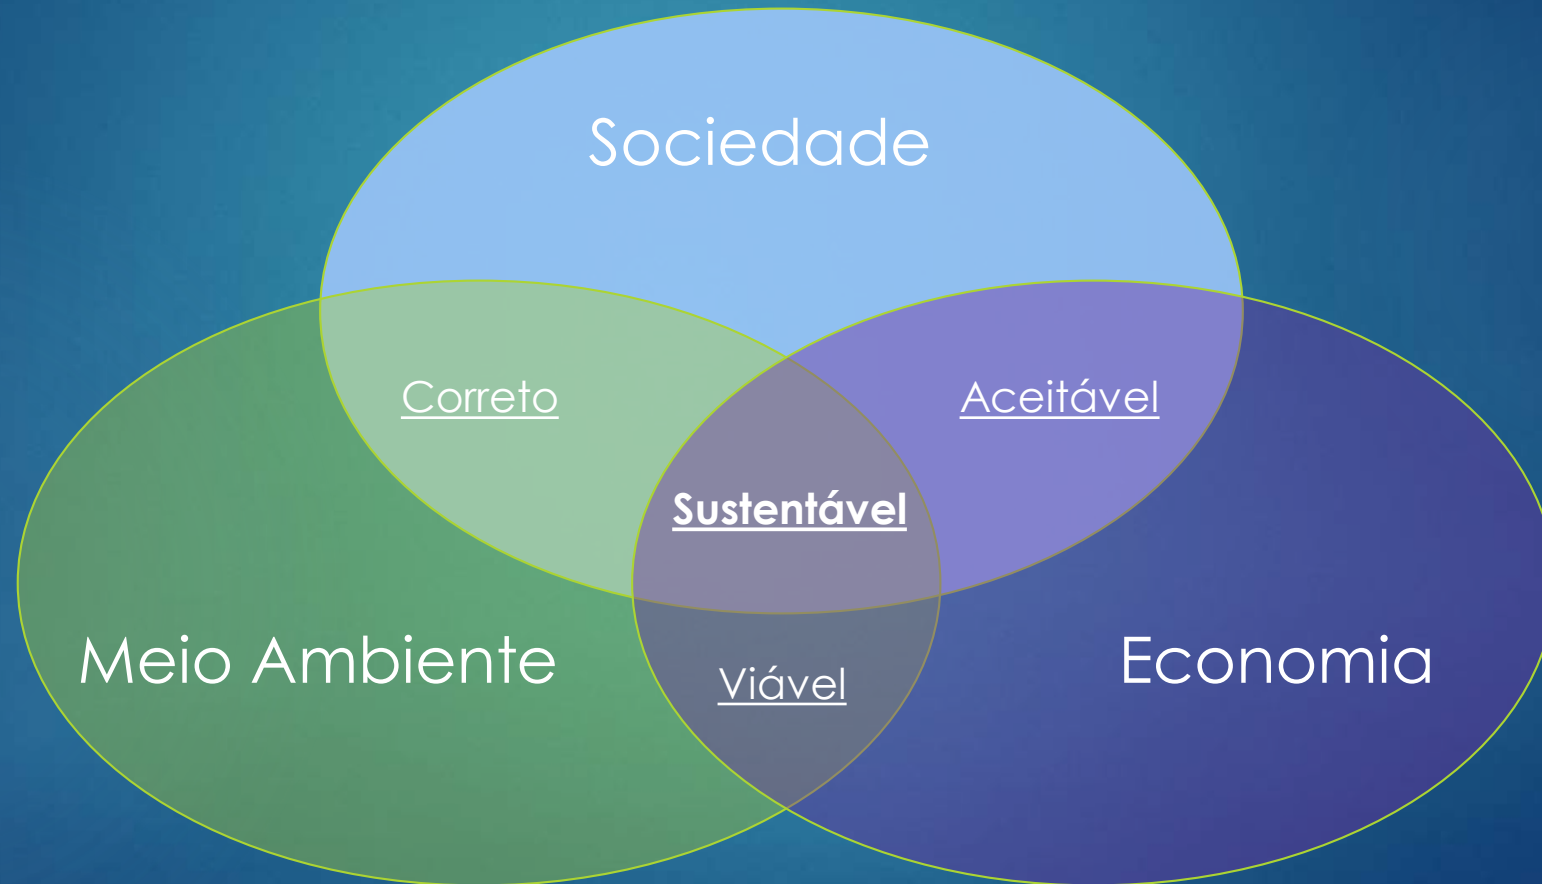 Sociedade
Correto
Aceitável
Sustentável
Meio Ambiente
Economia
Viável